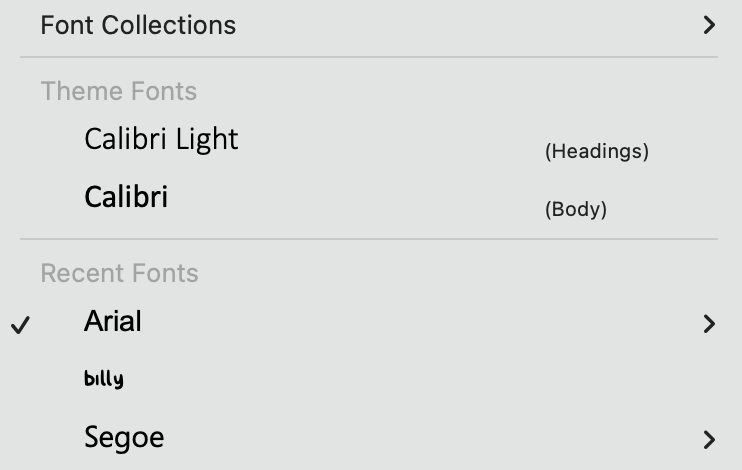 Font Collections
Theme Fonts
Calibri Light (Headings)
Calibri (Body)
Recent Fonts
Arial
billy
Segoe